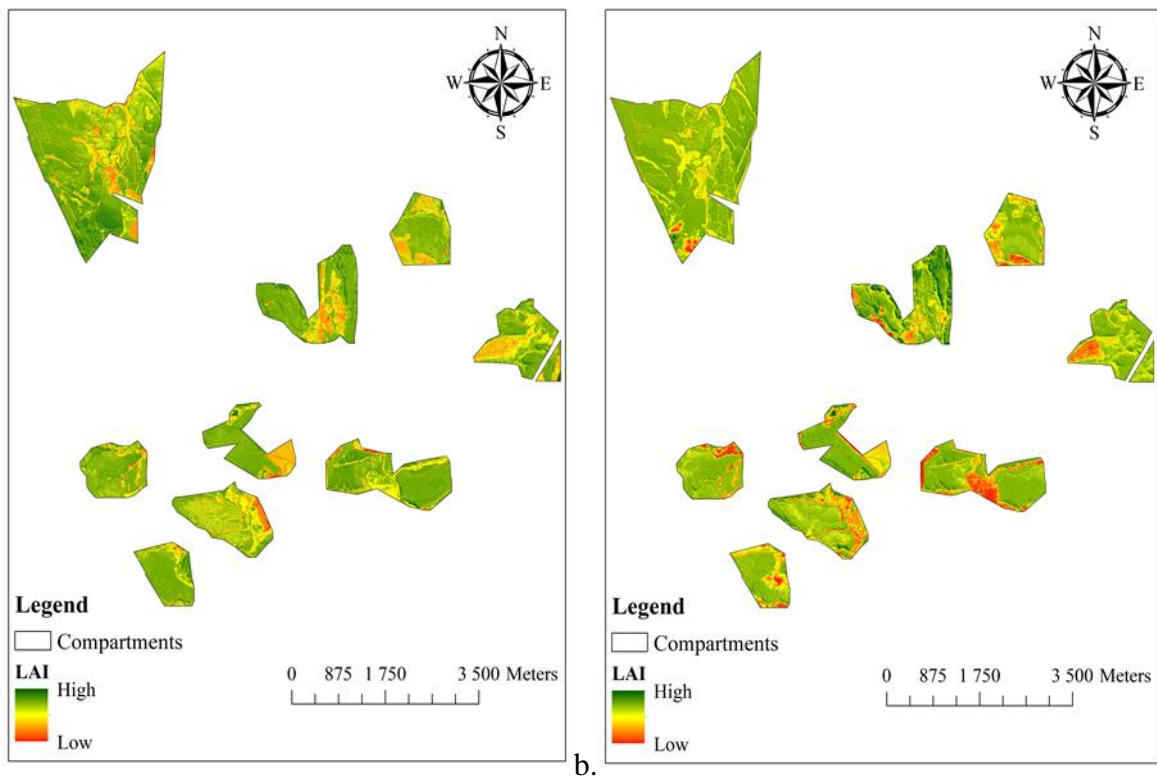 N
W E
S
Legend
Compartments
LAI
High
Low
0 875 1 750 3 500 Meters
b.
N
W E
S
Legend
Compartments
LAI
High
Low
0 875 1 750 3 500 Meters